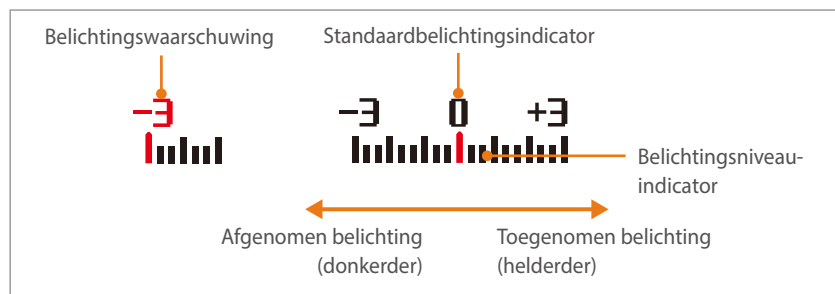 Belichtingswaarschuwing
Standaardbelichtingsindicator
-3
-3 0 +3
Belichtingsniveau-
indicator
Afgenomen belichting
(donkerder)
Toegenomen belichting
(helderder)